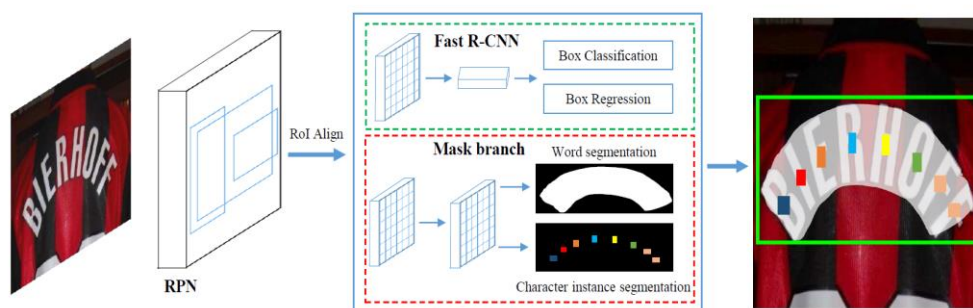 BIERHOFF
RPN
RoI Align
Fast R-CNN
Box Classification
Box Regression
Mask branch
Word segmentation
Character instance segmentation
BIERHOFF